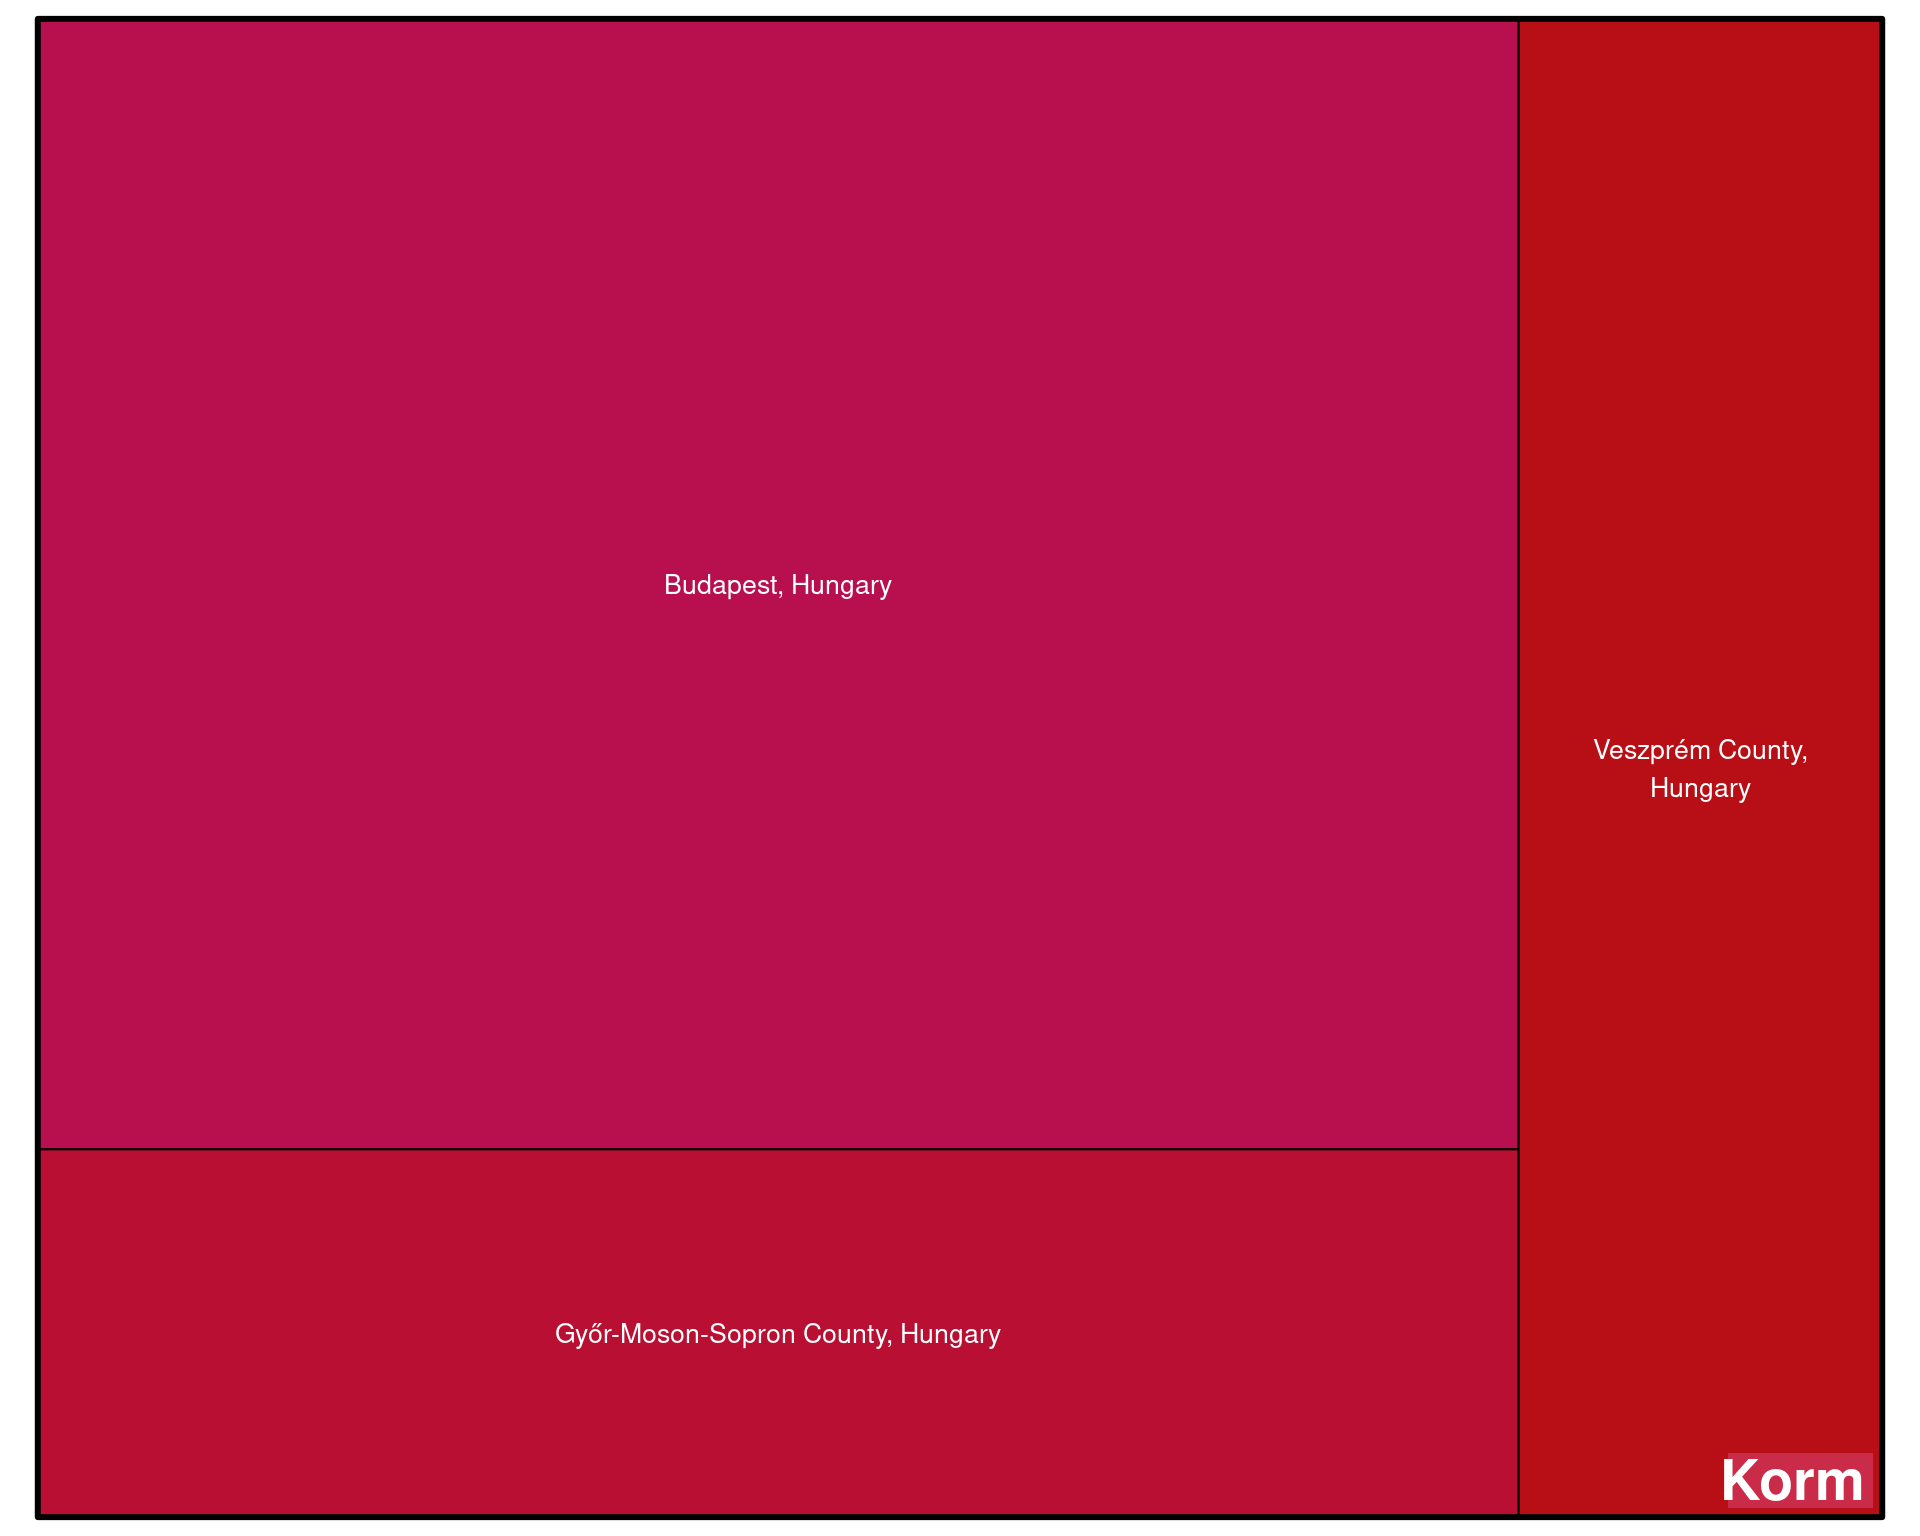 Budapest, Hungary
Veszprém County,
Hungary
Győr-Moson-Sopron County, Hungary
Korm